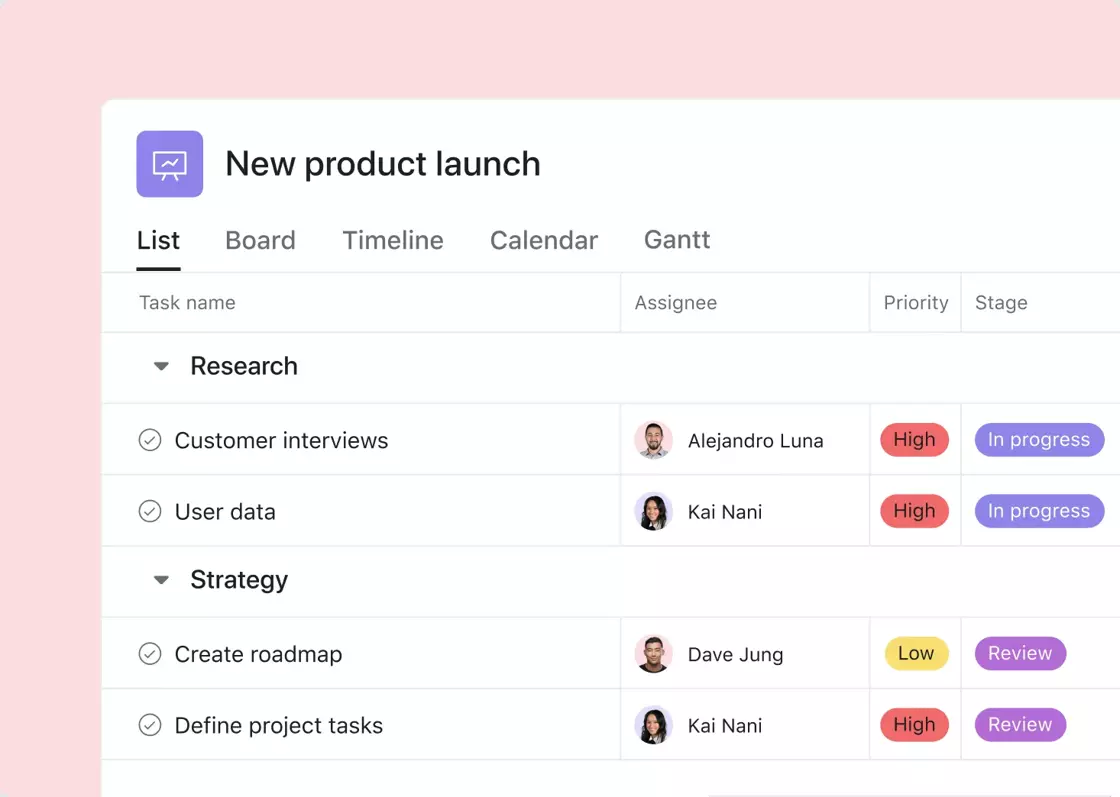 New product launch
List Board Timeline Calendar Gantt
Task name Assignee Priority Stage
Research
Customer interviews Alejandro Luna High In progress
User data Kai Nani High In progress
Strategy
Create roadmap Dave Jung Low Review
Define project tasks Kai Nani High Review